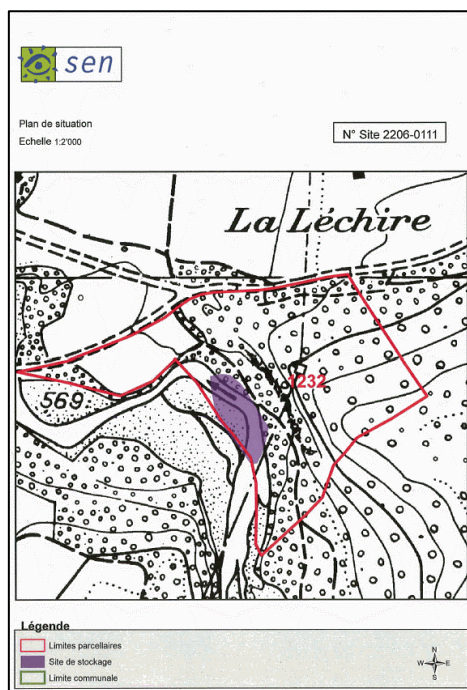 sen
Plan de situation
Echelle 1:2'000
N° Site 2206-0111
La Léchire
232
569
Légende
Limites parcellaires
Site de stockage
Limite communale
N
W
E
S